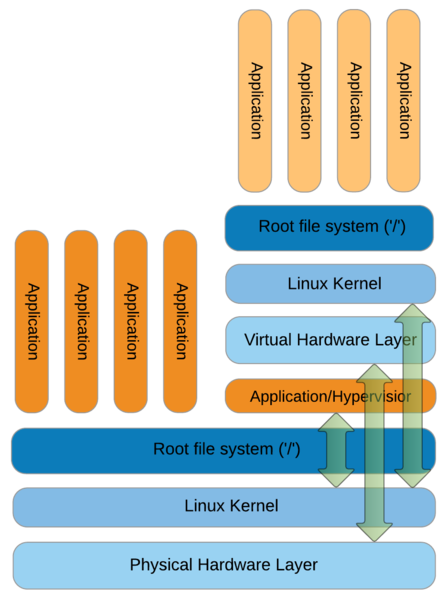 Application
Application
Application
Application
Root file system ('/')
Linux Kernel
Virtual Hardware Layer
Application/Hypervisior
Application
Application
Application
Application
Root file system ('/')
Linux Kernel
Physical Hardware Layer